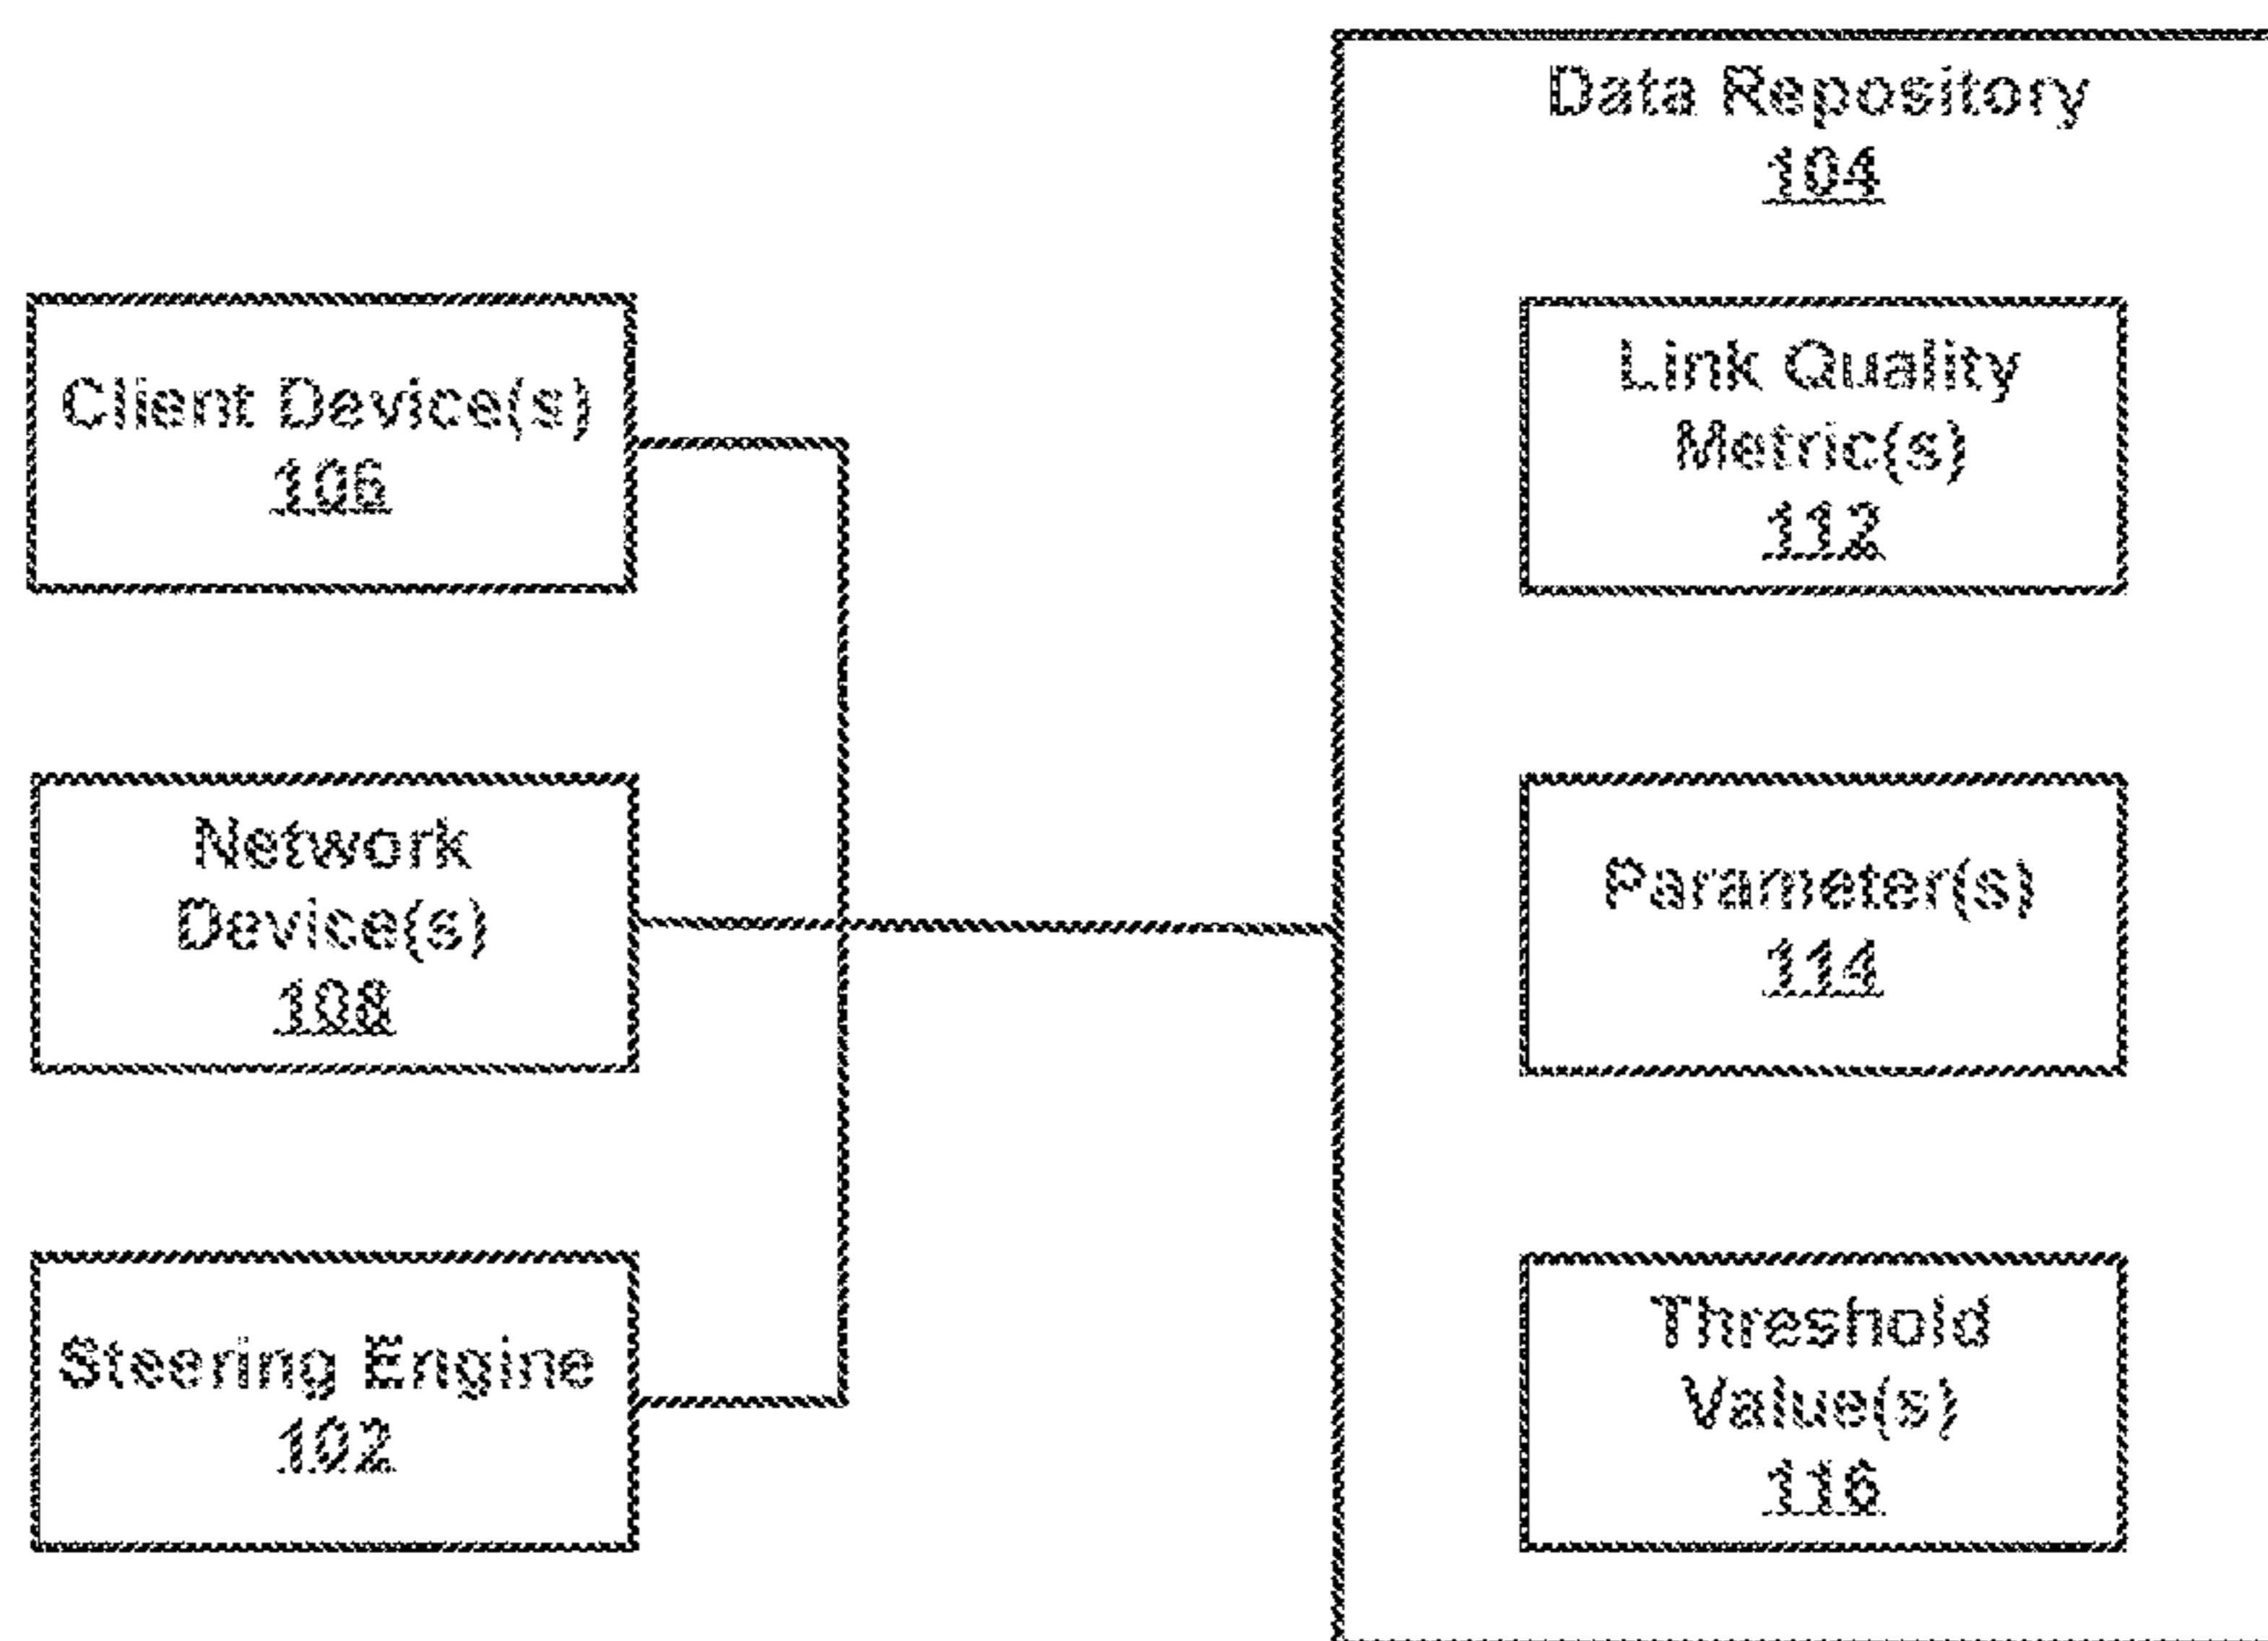 Data Repository
104
Client Device(s)
106
Link Quality
Metric(s)
112
Network
Device(s)
108
Parameter(s)
114
Steering Engine
102
Threshold
Value(s)
116